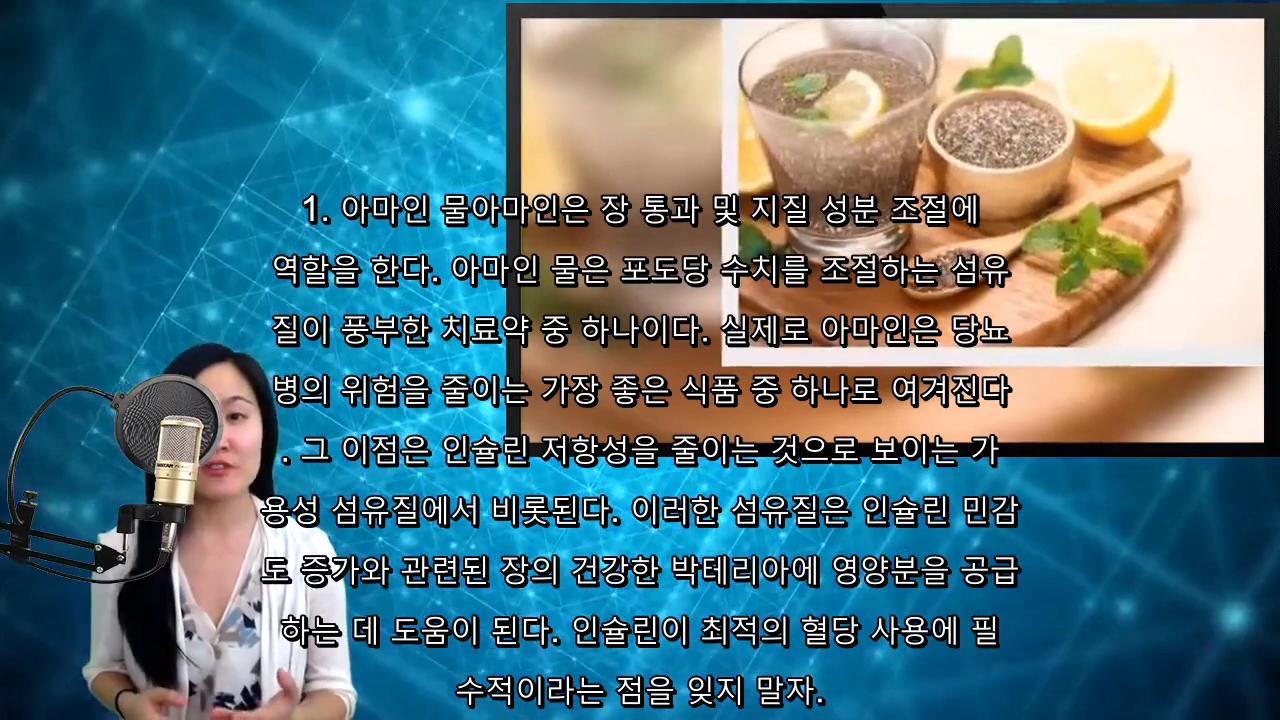 1. 아마인 물아마인은 장 통과 및 지질 성분 조절에
역할을 한다. 아마인 물은 포도당 수치를 조절하는 섬유
질이 풍부한 치료약 중 하나이다. 실제로 아마인은 당뇨
병의 위험을 줄이는 가장 좋은 식품 중 하나로 여겨진다
. 그 이점은 인슐린 저항성을 줄이는 것으로 보이는 가
용성 섬유질에서 비롯된다. 이러한 섬유질은 인슐린 민감
도 증가와 관련된 장의 건강한 박테리아에 영양분을 공급
하는 데 도움이 된다. 인슐린이 최적의 혈당 사용에 필
수적이라는 점을 잊지 말자.